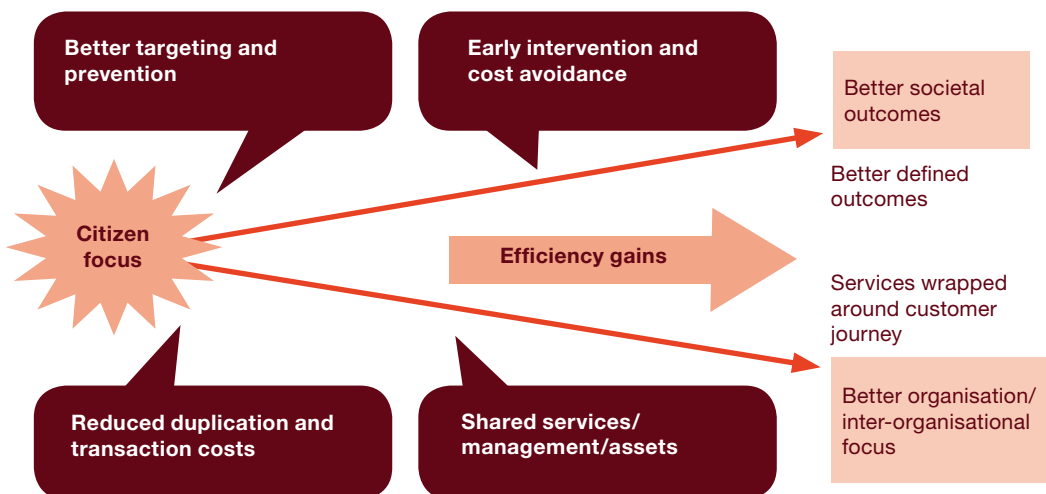 Better targeting and
prevention
Early intervention and
cost avoidance
Better societal
outcomes
Better defined
outcomes
Citizen
focus
Efficiency gains
Services wrapped
around customer
journey
Reduced duplication and
transaction costs
Shared services/
management/assets
Better organisation/
inter-organisational
focus